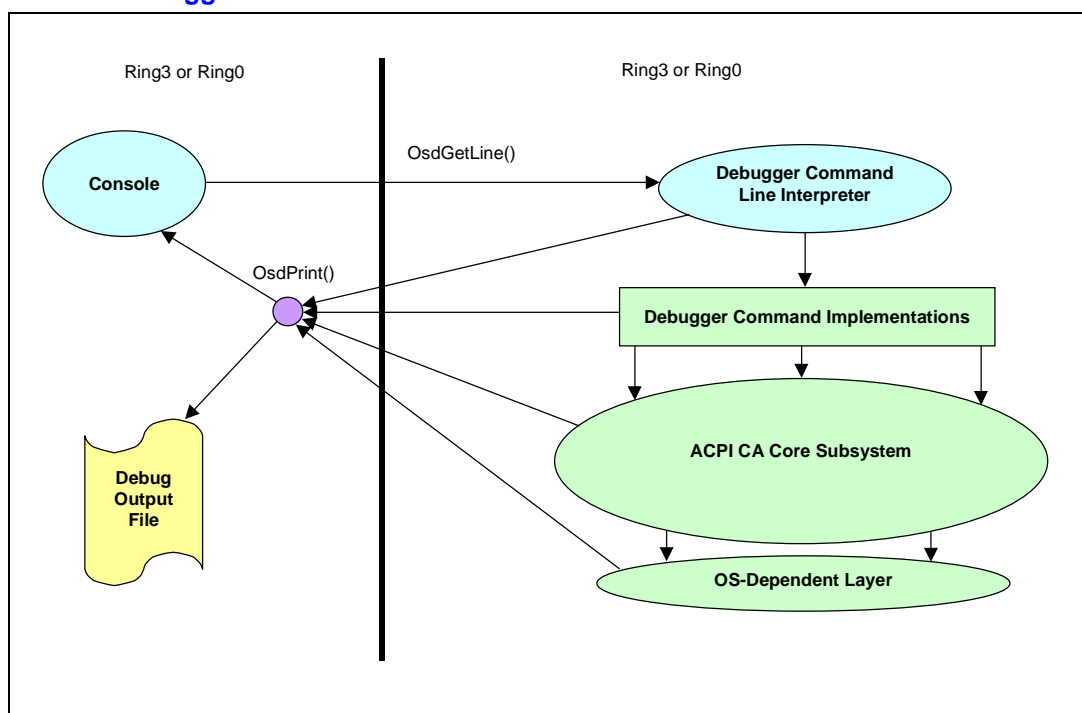 Ring3 or Ring0
Ring3 or Ring0
OsdGetLine()
Console
Debugger Command
Line Interpreter
OsdPrint()
Debugger Command Implementations
ACPI CA Core Subsystem
Debug
Output
File
OS-Dependent Layer